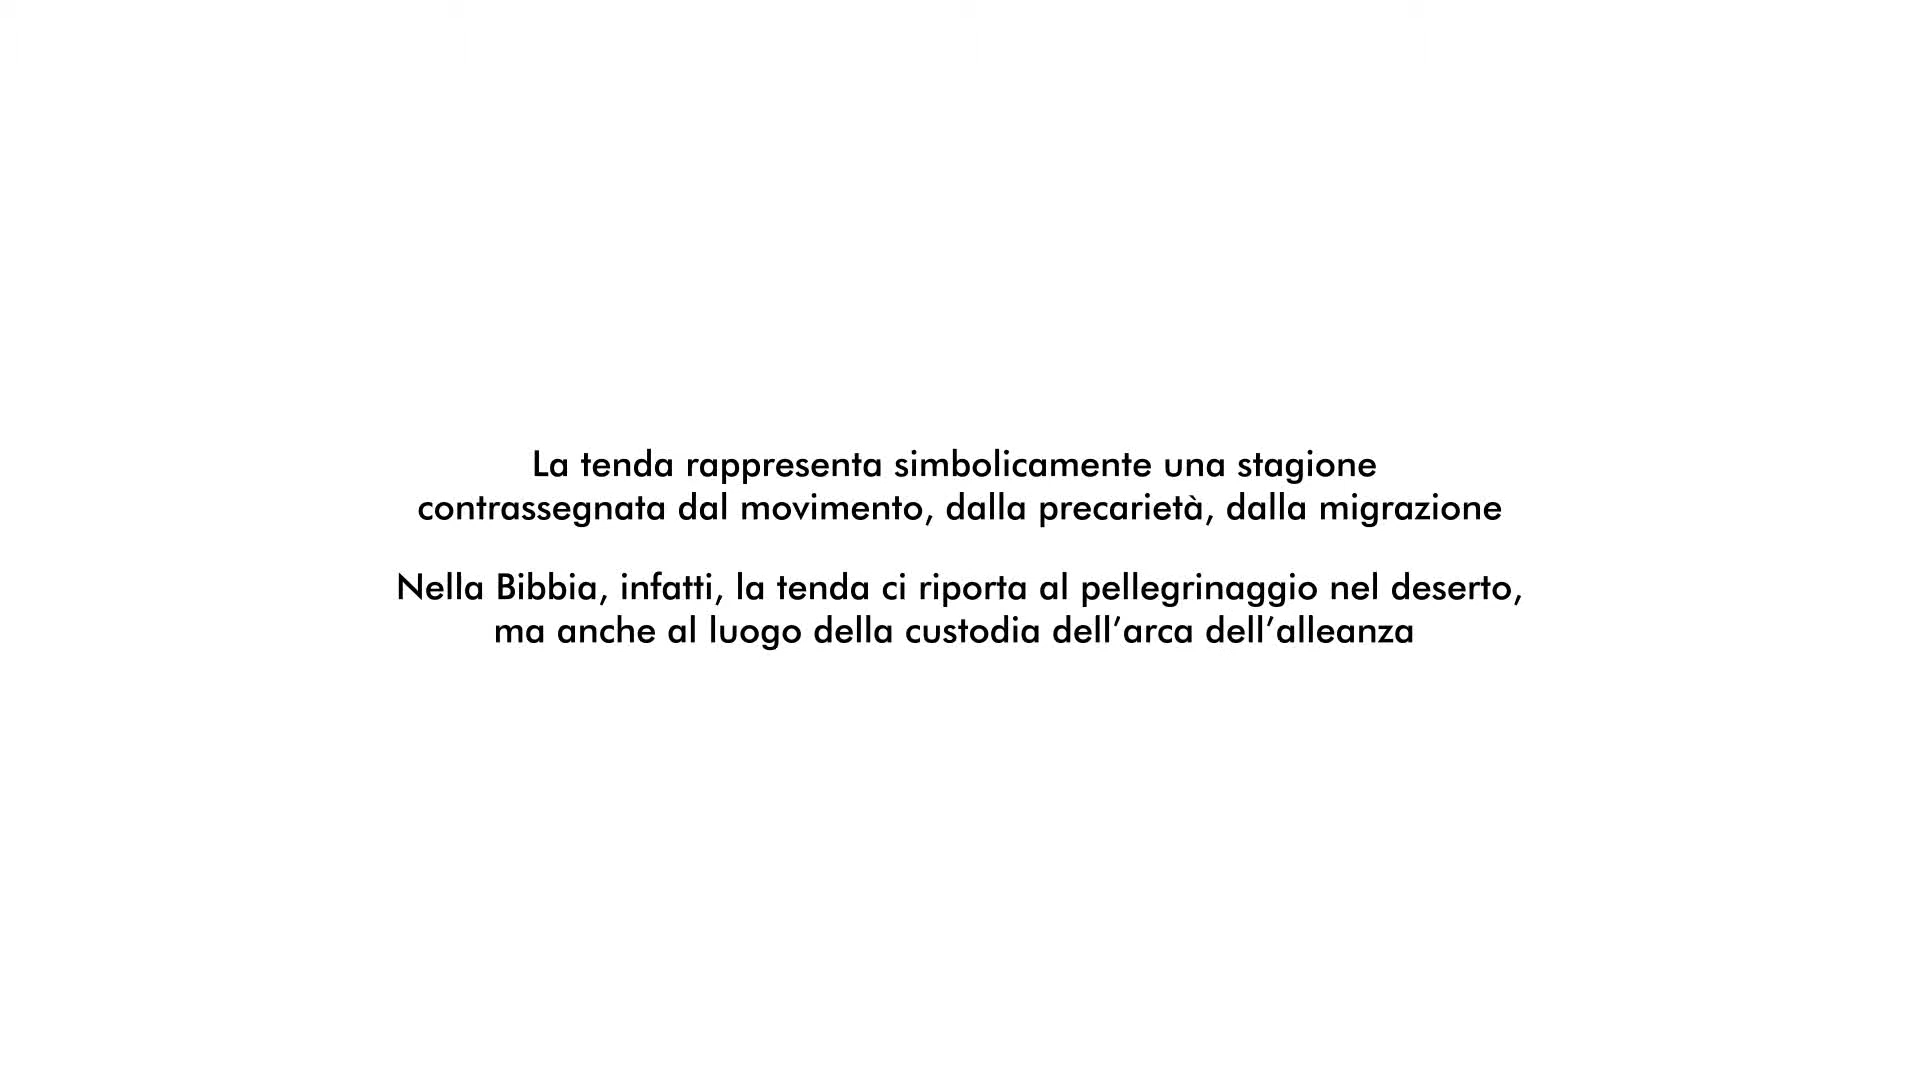 La tenda rappresenta simbolicamente una stagione
contrassegnata dal movimento, dalla precarietà, dalla migrazione
Nella Bibbia, infatti, la tenda ci riporta al pellegrinaggio nel deserto,
ma anche al luogo della custodia dell’arca dell’alleanza